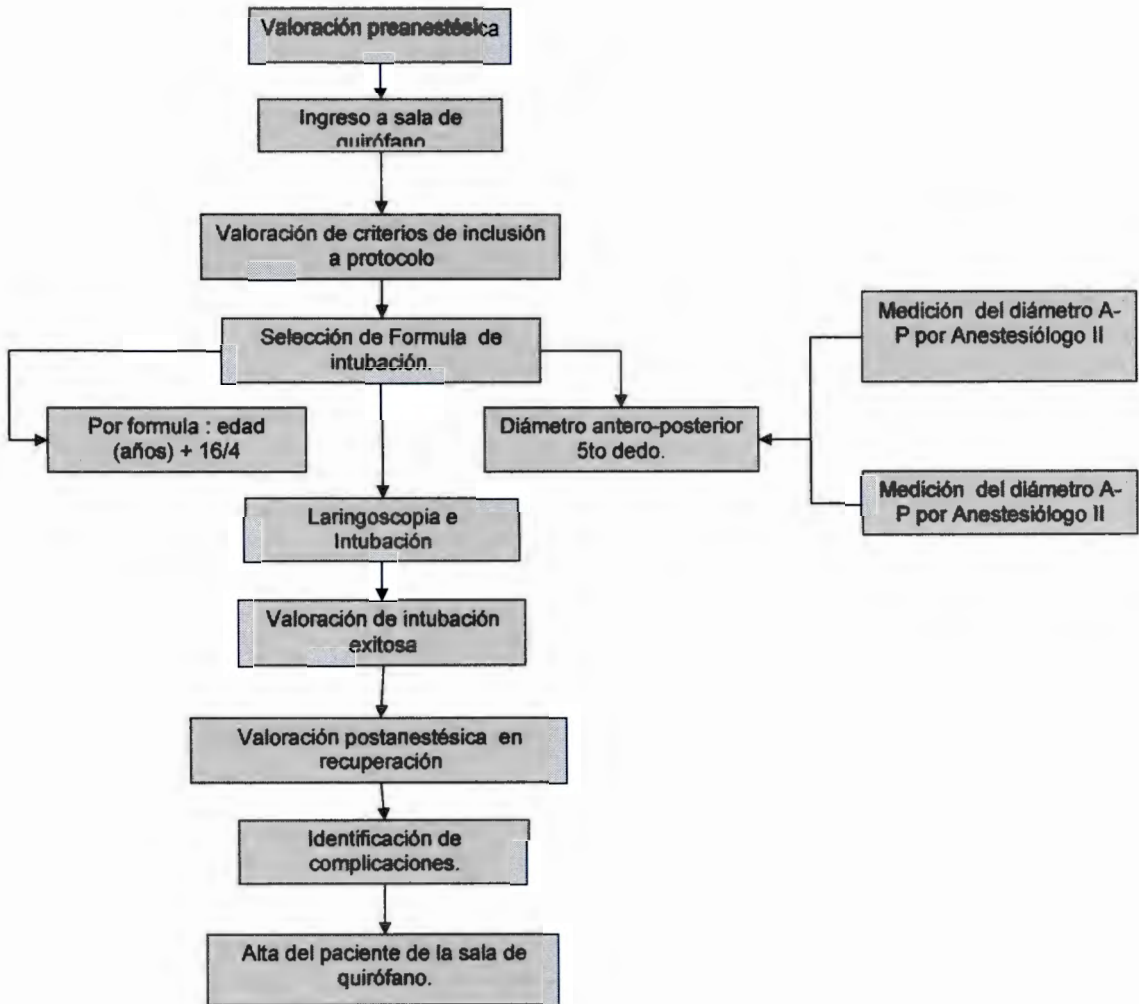 Valoración preanestésica
Ingreso a sala de
quirófano
Valoración de criterios de inclusión
a protocolo
Selección de Formula de
intubación.
Medición del diámetro A-
P por Anestesiólogo II
Por formula : edad
(años) + 16/4
Diámetro antero-posterior
5to dedo.
Medición del diámetro A-
P por Anestesiólogo II
Laringoscopia e
Intubación
Valoración de intubación
exitosa
Valoración postanestésica en
recuperación
Identificación de
complicaciones.
Alta del paciente de la sala de
quirófano.